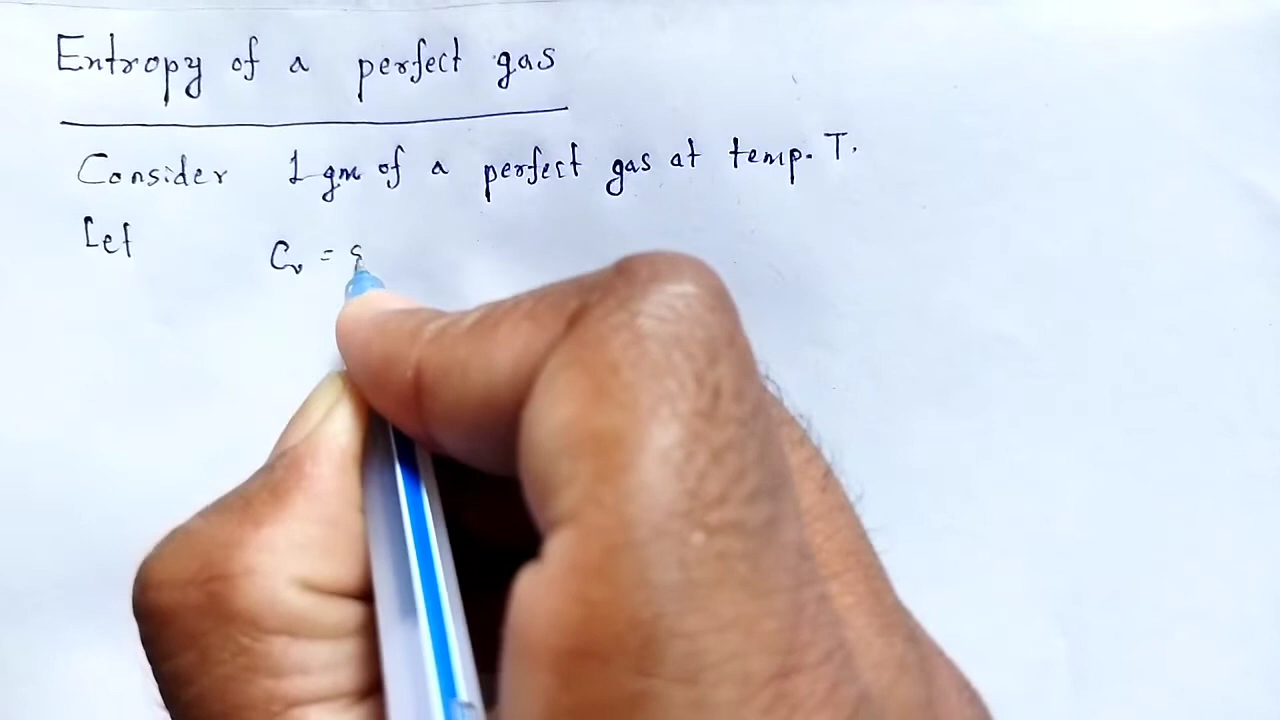 Entropy of a perfect gas
Consider 1 gm of a perfect gas at temp. T.
Let Cv = s